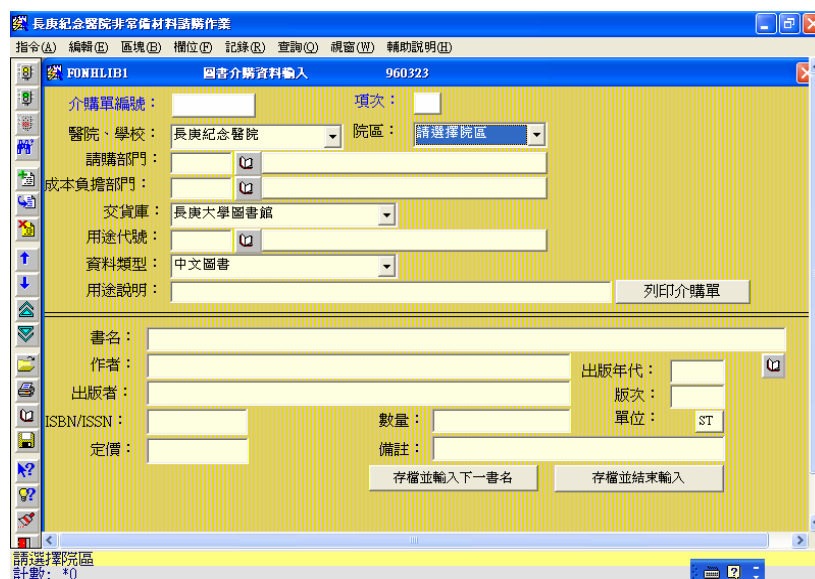 長庚紀念醫院非常備材料請購作業
指令(A) 編輯(E) 區塊(B) 欄位(F) 記錄(R) 查詢(Q) 視窗(W) 輔助說明(H)
FONHLIB1 圖書介購資料輸入 960323
介購單編號： 項次：
醫院、學校： 長庚紀念醫院 院區： 請選擇院區
請購部門：
成本負擔部門：
交貨庫： 長庚大學圖書館
用途代號：
資料類型： 中文圖書
用途說明： 列印介購單
書名：
作者： 出版年代：
出版者： 版次：
ISBN/ISSN： 數量： 單位： ST
定價： 備註：
存檔並輸入下一書名 存檔並結束輸入
請選擇院區
計數: *0